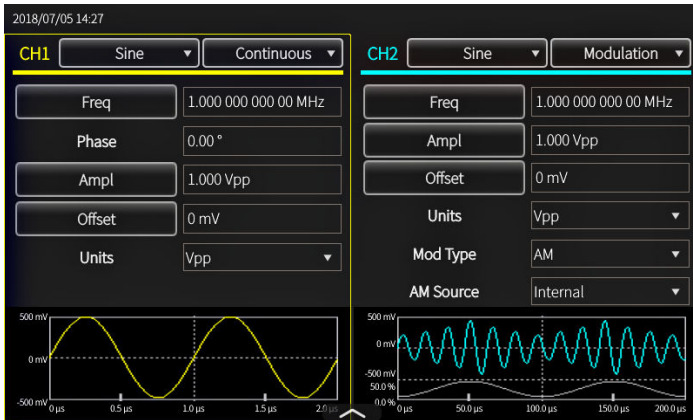 2018/07/05 14:27
CH1 Sine Continuous
Freq 1.000 000 000 00 MHz
Phase 0.00 °
Ampl 1.000 Vpp
Offset 0 mV
Units Vpp
500 mV
0 mV
-500 mV
0 µs 0.5 µs 1.0 µs 1.5 µs 2.0 µs
CH2 Sine Modulation
Freq 1.000 000 000 00 MHz
Ampl 1.000 Vpp
Offset 0 mV
Units Vpp
Mod Type AM
AM Source Internal
500 mV
0 mV
-500 mV
50.0 %
0.0 %
0 µs 50.0 µs 100.0 µs 150.0 µs 200.0 µs